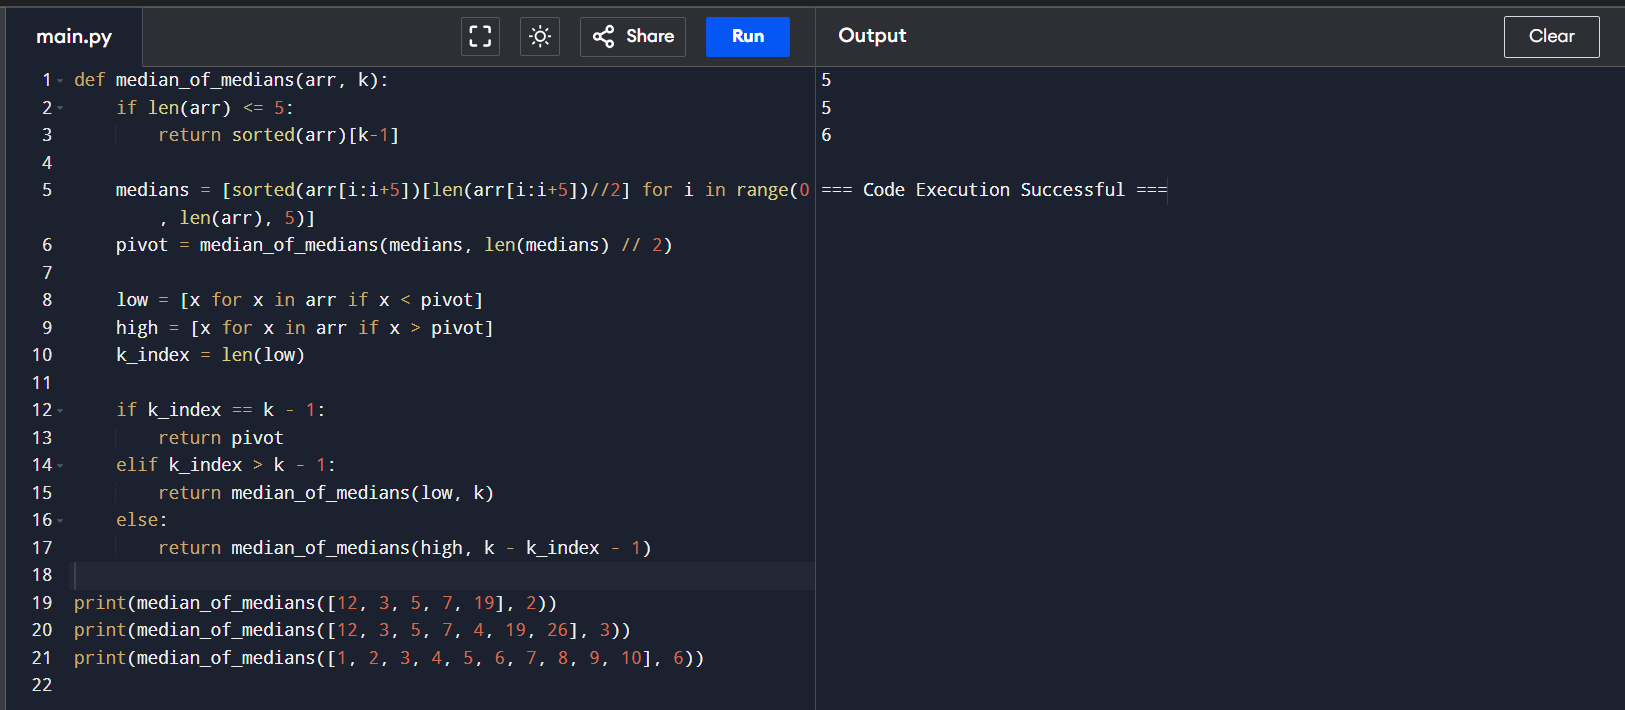 main.py
Share
Run
Output
Clear
1 def median_of_medians(arr, k):
2     if len(arr) <= 5:
3         return sorted(arr)[k-1]
4
5     medians = [sorted(arr[i:i+5])[len(arr[i:i+5])//2] for i in range(0
        , len(arr), 5)]
6     pivot = median_of_medians(medians, len(medians) // 2)
7
8     low = [x for x in arr if x < pivot]
9     high = [x for x in arr if x > pivot]
10     k_index = len(low)
11
12     if k_index == k - 1:
13         return pivot
14     elif k_index > k - 1:
15         return median_of_medians(low, k)
16     else:
17         return median_of_medians(high, k - k_index - 1)
18
19 print(median_of_medians([12, 3, 5, 7, 19], 2))
20 print(median_of_medians([12, 3, 5, 7, 4, 19, 26], 3))
21 print(median_of_medians([1, 2, 3, 4, 5, 6, 7, 8, 9, 10], 6))
22
5
5
6
=== Code Execution Successful ===